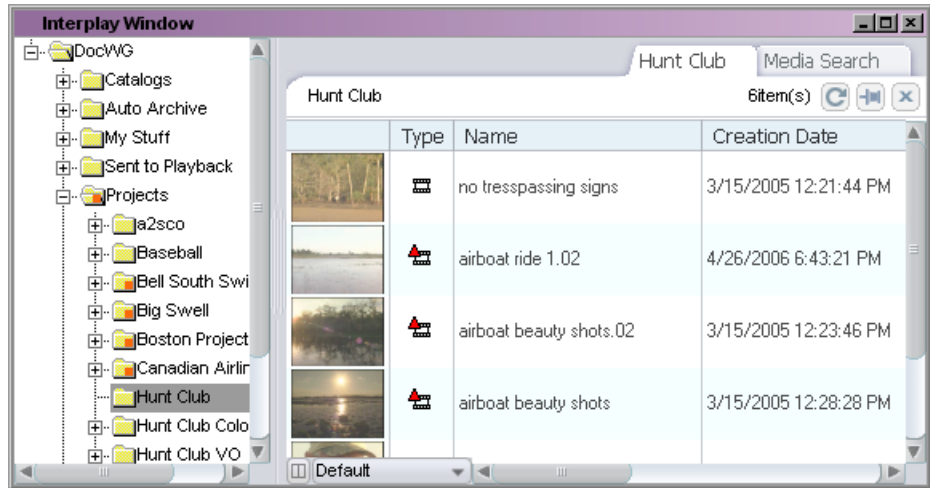 Interplay Window
DocWG
Catalogs
Auto Archive
My Stuff
Sent to Playback
Projects
a2sco
Baseball
Bell South Swi
Big Swell
Boston Project
Canadian Airlir
Hunt Club
Hunt Club Colo
Hunt Club VO
Hunt Club
Media Search
Hunt Club
6item(s)
Type Name Creation Date
no tresspassing signs 3/15/2005 12:21:44 PM
airboat ride 1.02 4/26/2006 6:43:21 PM
airboat beauty shots.02 3/15/2005 12:23:46 PM
airboat beauty shots 3/15/2005 12:28:28 PM
Default